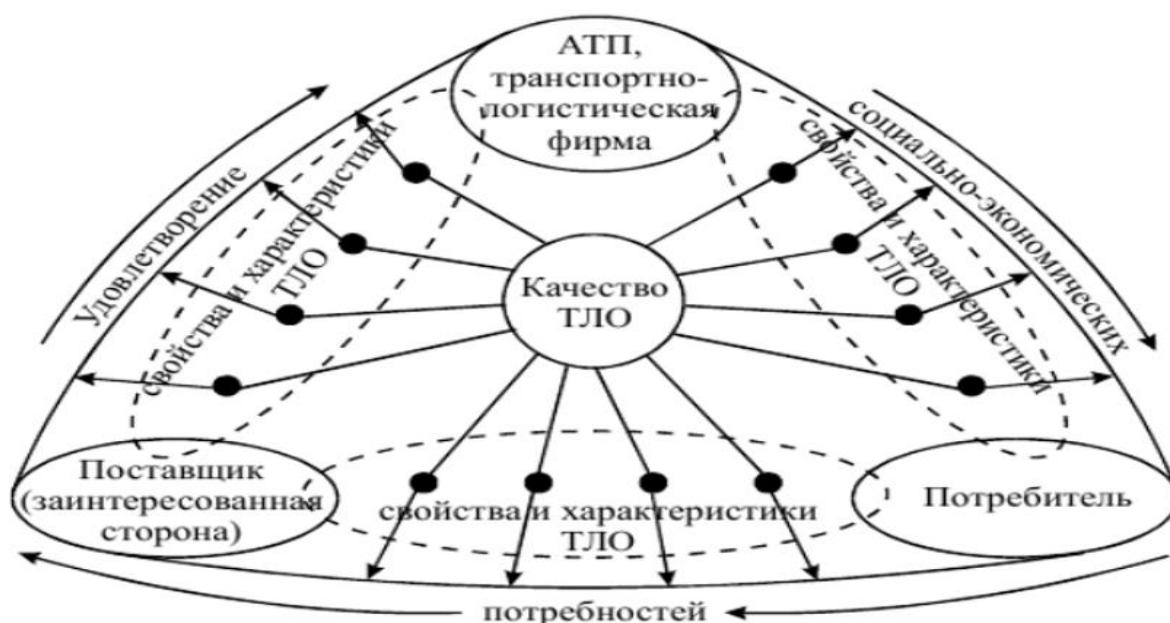 АТП,
транспортно-
логистическая
фирма
Удовлетворение
социально-экономических
потребностей
свойства и характеристики
ТЛО
свойства и характеристики
ТЛО
Качество
ТЛО
Поставщик
(заинтересованная
сторона)
свойства и характеристики
ТЛО
Потребитель